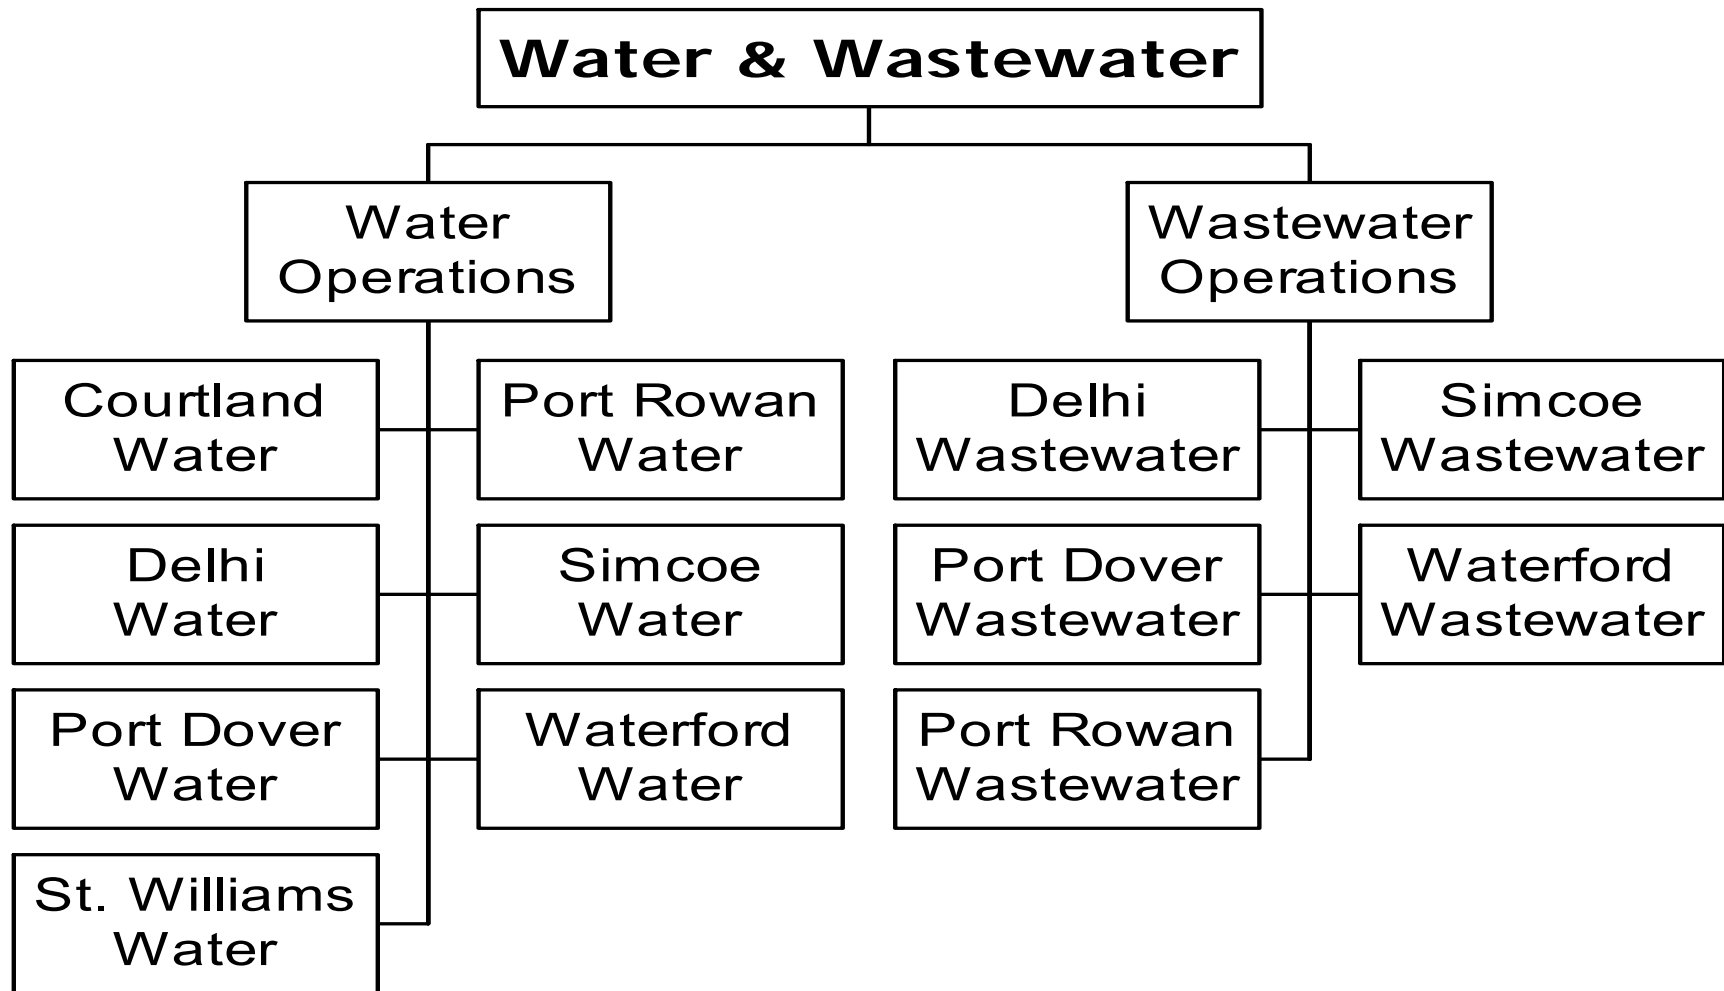 Water & Wastewater
Water
Operations
Wastewater
Operations
Courtland
Water
Port Rowan
Water
Delhi
Wastewater
Simcoe
Wastewater
Delhi
Water
Simcoe
Water
Port Dover
Wastewater
Waterford
Wastewater
Port Dover
Water
Waterford
Water
Port Rowan
Wastewater
St. Williams
Water